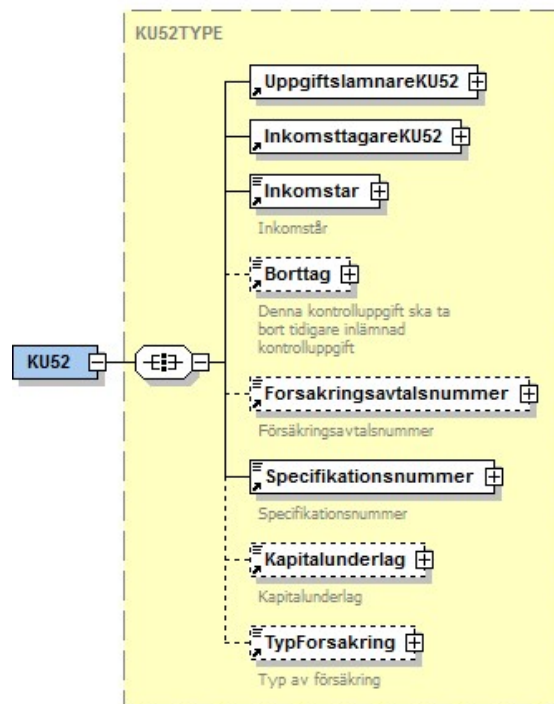 KU52TYPE
UppgiftslamnareKU52
InkomsttagareKU52
Inkomstar
Inkomstår
Borttag
Denna kontrolluppgift ska ta
bort tidigare inlämnad
kontrolluppgift
KU52
Forsakringsavtalsnummer
Försäkringsavtalsnummer
Specifikationsnummer
Specifikationsnummer
Kapitalunderlag
Kapitalunderlag
TypForsakring
Typ av försäkring